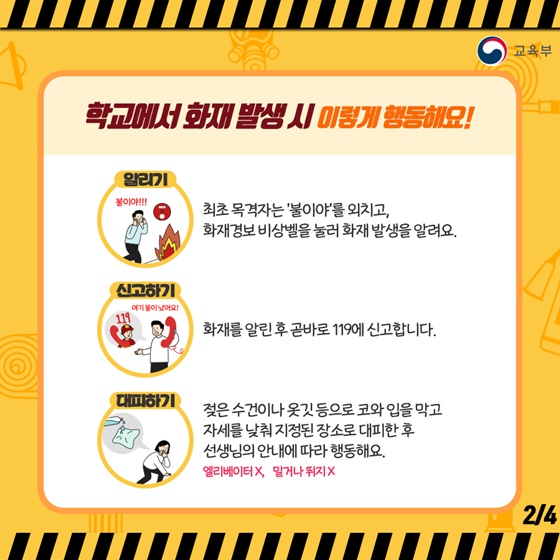 교육부
학교에서 화재 발생 시 이렇게 행동해요!
알리기
불이야!!!
최초 목격자는 '불이야'를 외치고,
화재경보 비상벨을 눌러 화재 발생을 알려요.
신고하기
여기 불이 났어요!
119
화재를 알린 후 곧바로 119에 신고합니다.
대피하기
젖은 수건이나 옷깃 등으로 코와 입을 막고
자세를 낮춰 지정된 장소로 대피한 후
선생님의 안내에 따라 행동해요.
엘리베이터 X, 밀거나 뛰지 X
2/4